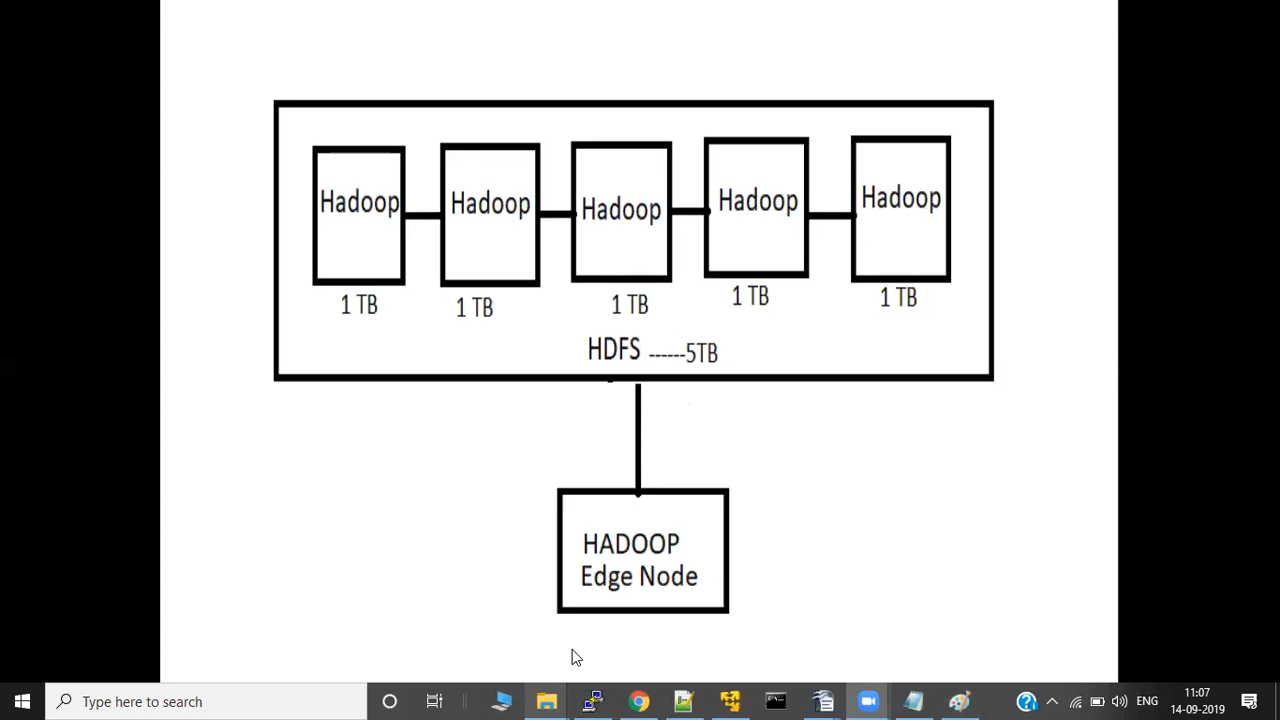 Hadoop Hadoop Hadoop Hadoop Hadoop
1 TB 1 TB 1 TB 1 TB 1 TB
HDFS ------5TB
HADOOP
Edge Node
Type here to search
ENG
11:07
14-09-2019